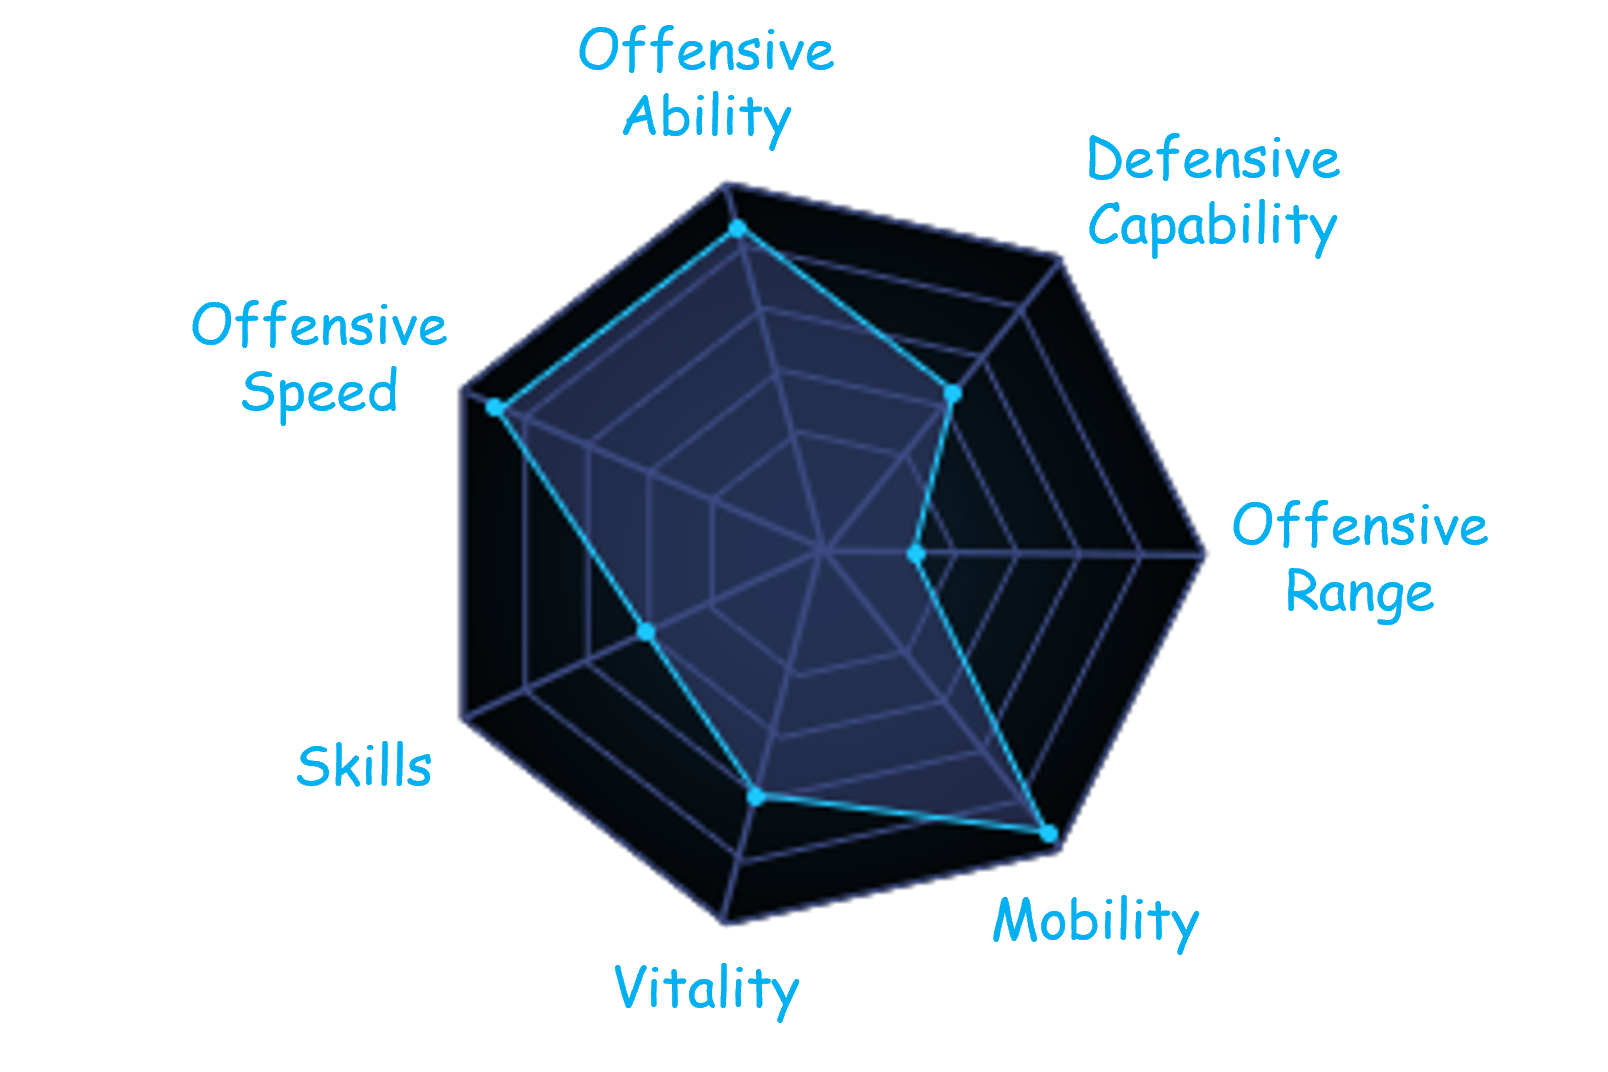 Offensive
Ability
Defensive
Capability
Offensive
Speed
Offensive
Range
Skills
Mobility
Vitality